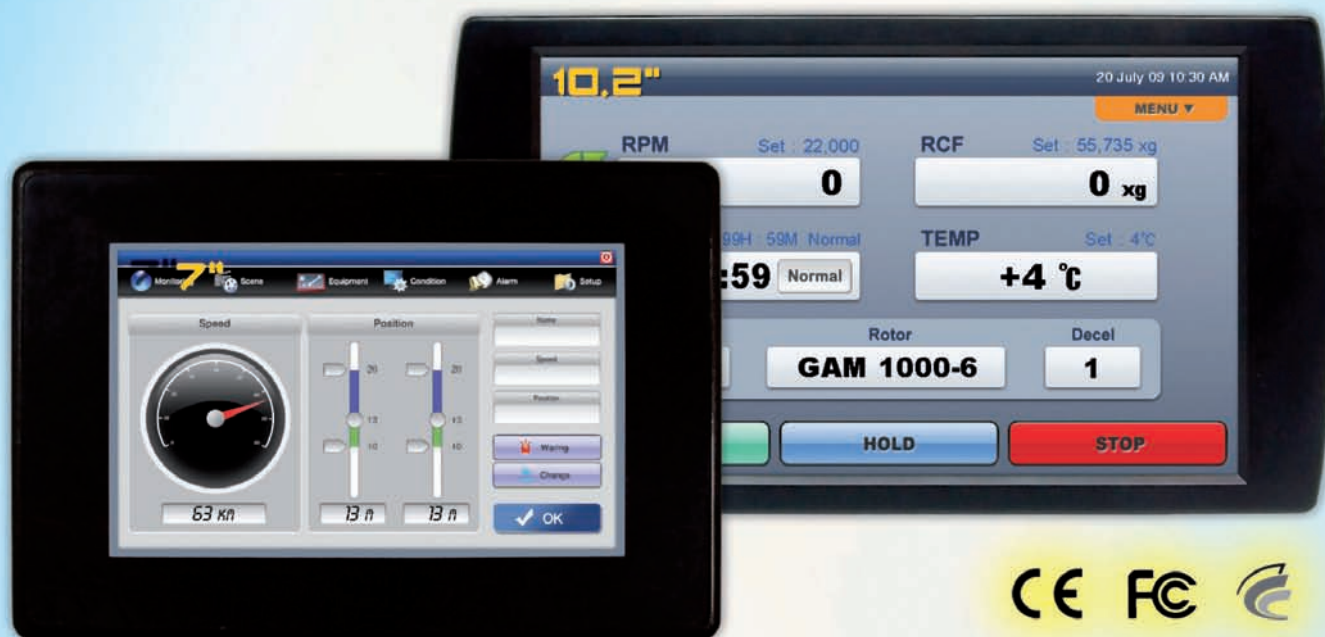 10,2"
20 July 09 10:30 AM
MENU ▼
RPM Set : 22,000
0
RCF Set : 55,735 xg
0 xg
99H : 59M Normal
:59 Normal
TEMP Set : 4℃
+4 ℃
Rotor
GAM 1000-6
Decel
1
HOLD
STOP
7"
Scene
Equipment
Condition
Alarm
Setup
Speed
63 KM
Position
20 20
13 13
10 10
13 n 13 n
Name
Speed
Position
Waring
Change
OK
CE FC